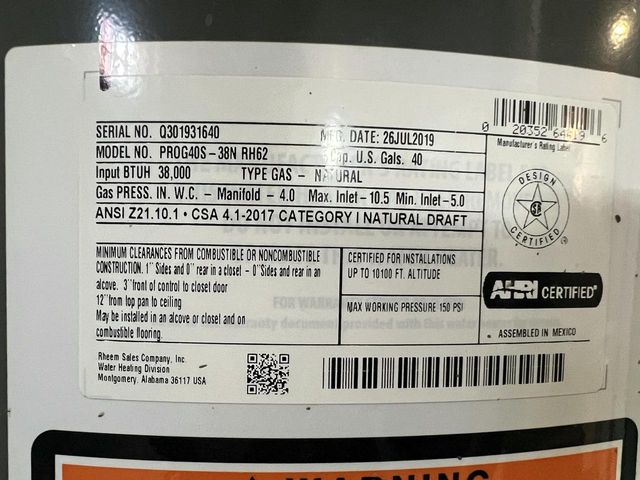 SERIAL NO. Q301931640 MFG. DATE: 26JUL2019
MODEL NO. PROG40S-38N RH62 Cap. U.S. Gals. 40
Input BTUH 38,000 TYPE GAS - NATURAL
Gas PRESS. IN. W.C. - Manifold - 4.0 Max. Inlet-10.5 Min. Inlet-5.0
ANSI Z21.10.1 • CSA 4.1-2017 CATEGORY I NATURAL DRAFT
MINIMUM CLEARANCES FROM COMBUSTIBLE OR NONCOMBUSTIBLE
CONSTRUCTION. 1" Sides and 0" rear in a closet - 0" Sides and rear in an
alcove. 3" front of control to closet door
12" from top pan to ceiling
May be installed in an alcove or closet and on
combustible flooring.
CERTIFIED FOR INSTALLATIONS
UP TO 10100 FT. ALTITUDE
MAX WORKING PRESSURE 150 PSI
Rheem Sales Company, Inc.
Water Heating Division
Montgomery, Alabama 36117 USA
0 20352 64419 6
Manufacturer's Rating Label
DESIGN
CERTIFIED
AHRI CERTIFIED®
ASSEMBLED IN MEXICO
WARNING